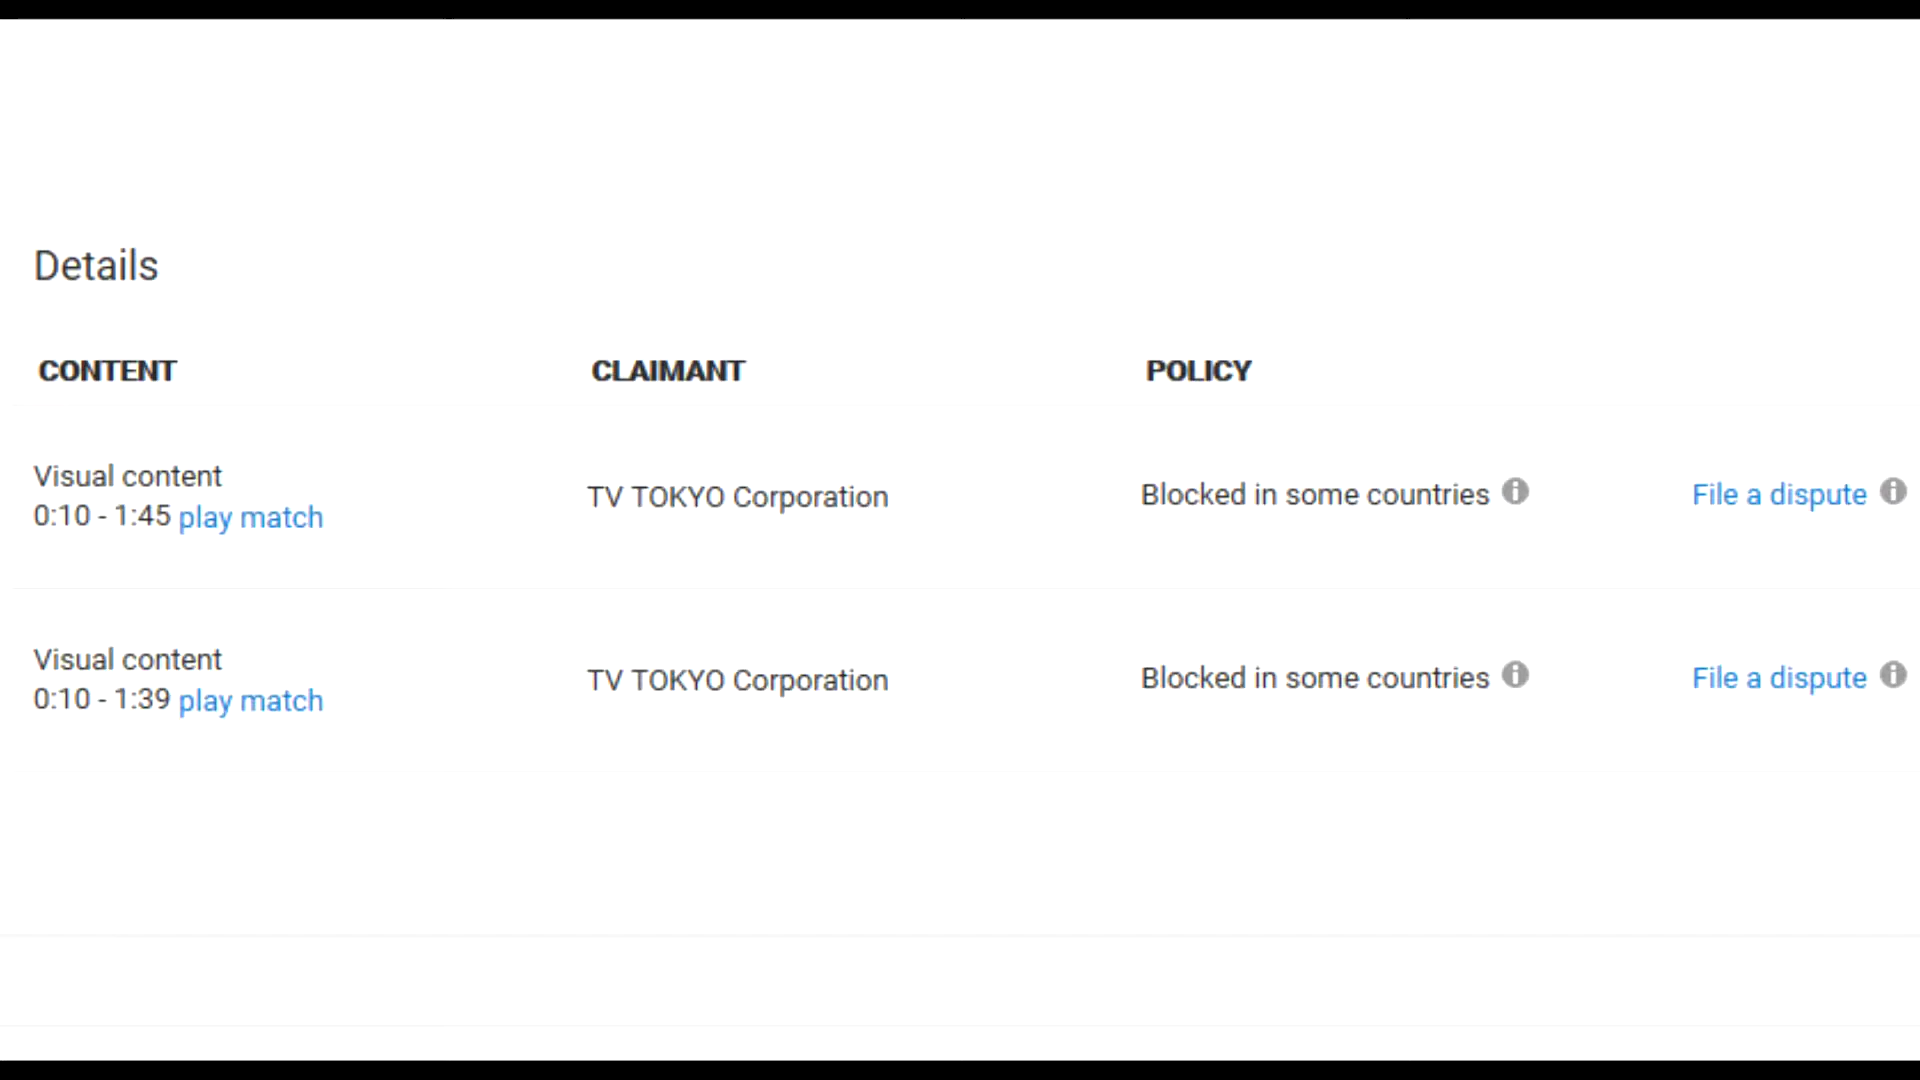 Details
CONTENT CLAIMANT POLICY
Visual content
0:10 - 1:45 play match TV TOKYO Corporation Blocked in some countries File a dispute
Visual content
0:10 - 1:39 play match TV TOKYO Corporation Blocked in some countries File a dispute